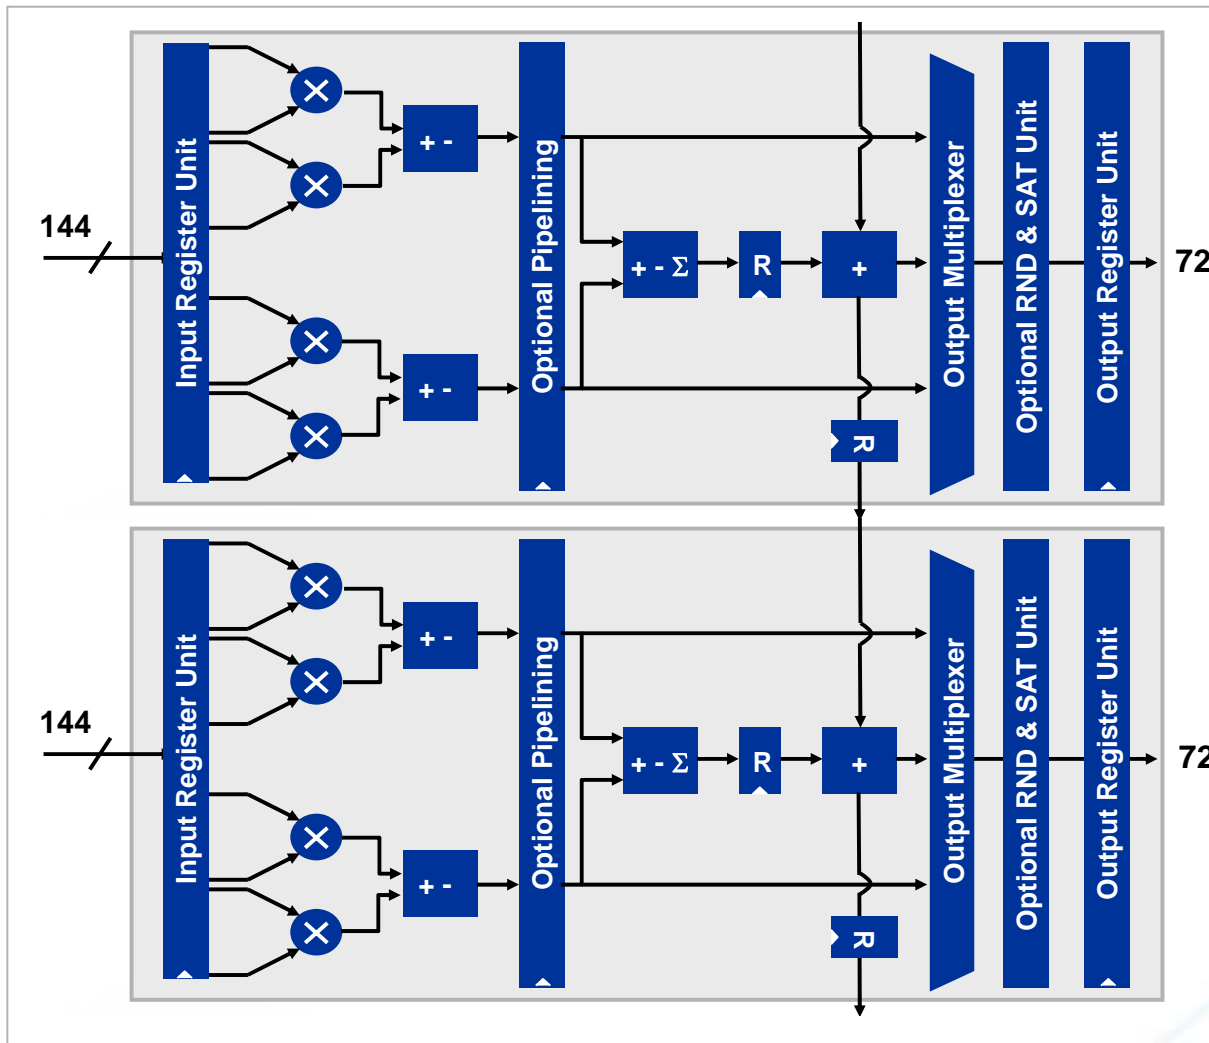 144
Input Register Unit
+ -
+ -
Optional Pipelining
+ - Σ
R
+
R
Output Multiplexer
Optional RND & SAT Unit
Output Register Unit
72
144
Input Register Unit
+ -
+ -
Optional Pipelining
+ - Σ
R
+
R
Output Multiplexer
Optional RND & SAT Unit
Output Register Unit
72